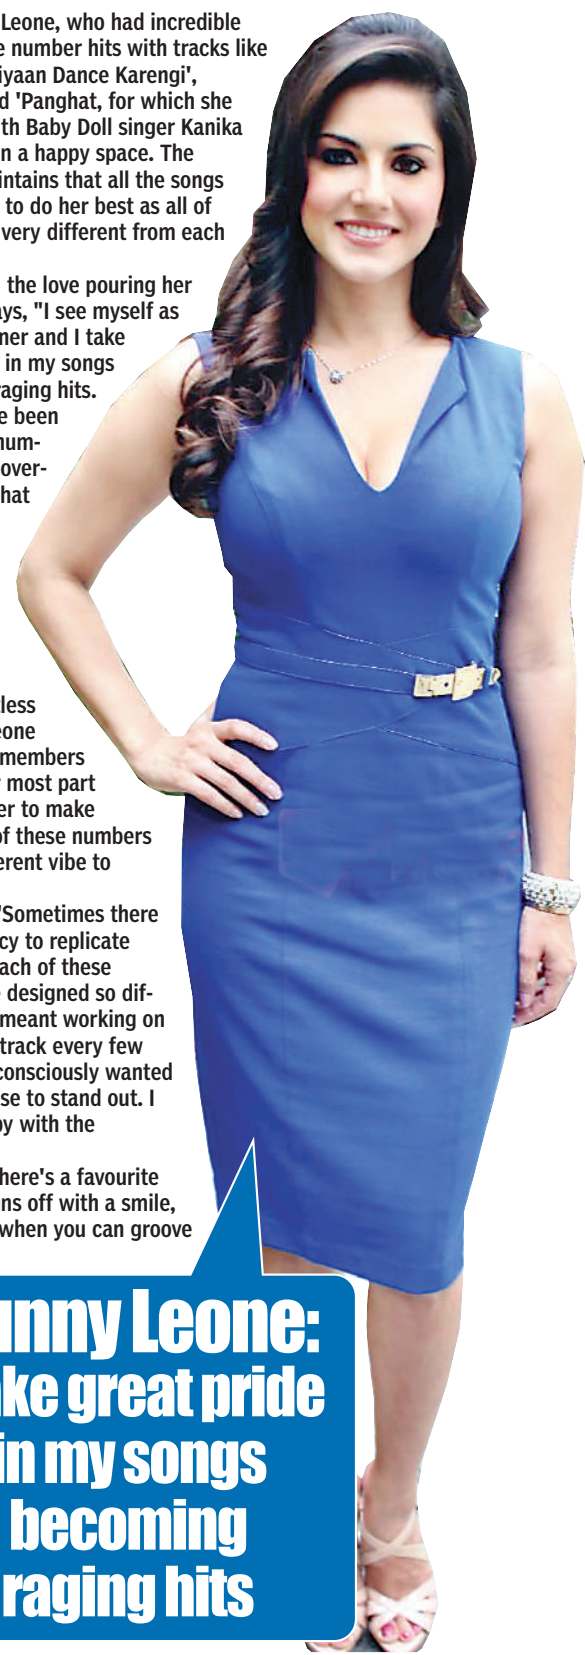 Leone, who had incredible
e number hits with tracks like
iyaan Dance Karengi',
d 'Panghat, for which she
th Baby Doll singer Kanika
n a happy space. The
intains that all the songs
to do her best as all of
very different from each
the love pouring her
ays, "I see myself as
ner and I take
in my songs
raging hits.
e been
num-
over-
hat
tless
eone
members
r most part
er to make
of these numbers
erent vibe to
"Sometimes there
cy to replicate
ach of these
e designed so dif-
meant working on
track every few
consciously wanted
se to stand out. I
py with the
here's a favourite
ns off with a smile,
when you can groove
unny Leone:
ake great pride
in my songs
becoming
raging hits